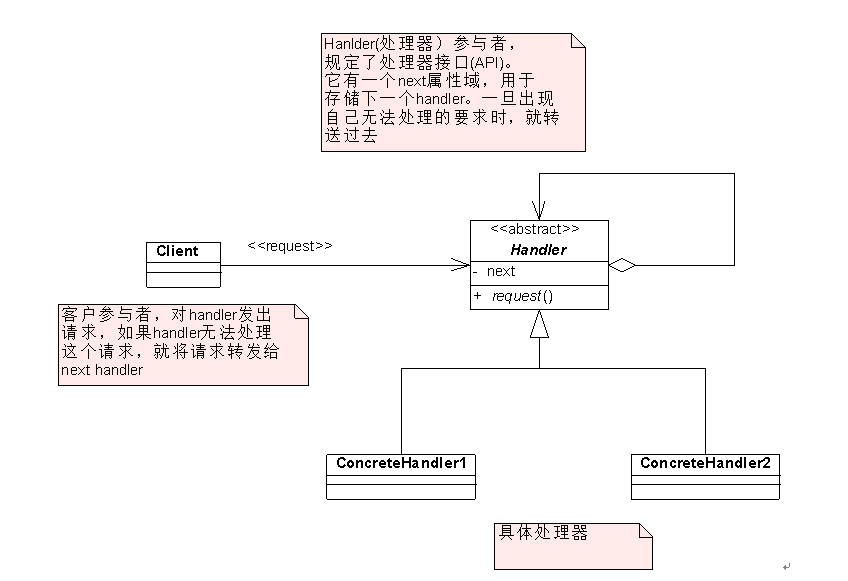 Hanlder(处理器）参与者，
规定了处理器接口(API)。
它有一个next属性域，用于
存储下一个handler。一旦出现
自己无法处理的要求时，就转
送过去
<<abstract>>
Handler
- next
+ request()
Client
<<request>>
客户参与者，对handler发出
请求，如果handler无法处理
这个请求，就将请求转发给
next handler
ConcreteHandler1
ConcreteHandler2
具体处理器